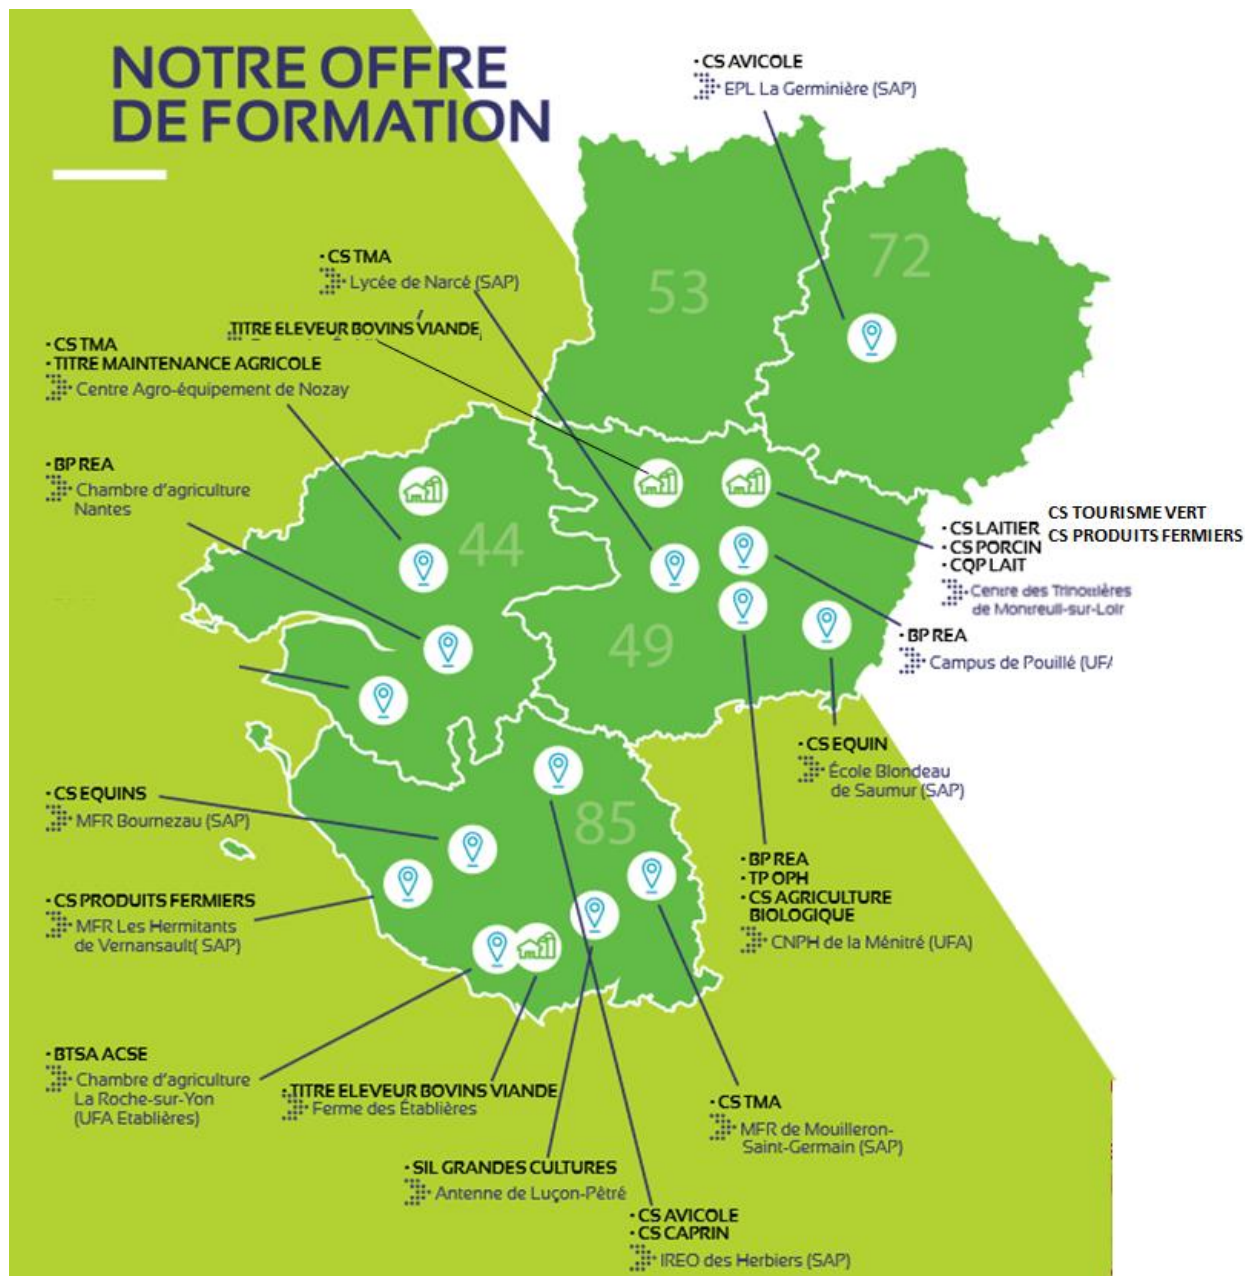 NOTRE OFFRE
DE FORMATION
• CS AVICOLE
EPL La Germinière (SAP)
• CS TMA
Lycée de Narcé (SAP)
TITRE ELEVEUR BOVINS VIANDE
• CS TMA
• TITRE MAINTENANCE AGRICOLE
Centre Agro-équipement de Nozay
• BP REA
Chambre d'agriculture
Nantes
53
72
44
49
85
CS TOURISME VERT
CS PRODUITS FERMIERS
• CS LAITIER
• CS PORCIN
• CQP LAIT
Centre des Trinottières
de Montreuil-sur-Loir
• BP REA
Campus de Pouillé (UFA
• CS EQUIN
École Blondeau
de Saumur (SAP)
• CS EQUINS
MFR Bournezau (SAP)
• CS PRODUITS FERMIERS
MFR Les Hermitants
de Vernansault( SAP)
• BP REA
• TP OPH
• CS AGRICULTURE
BIOLOGIQUE
CNPH de la Ménitré (UFA)
• BTSA ACSE
Chambre d'agriculture
La Roche-sur-Yon
(UFA Etablières)
• TITRE ELEVEUR BOVINS VIANDE
Ferme des Établières
• CS TMA
MFR de Mouilleron-
Saint-Germain (SAP)
• SIL GRANDES CULTURES
Antenne de Luçon-Pétré
• CS AVICOLE
• CS CAPRIN
IREO des Herbiers (SAP)